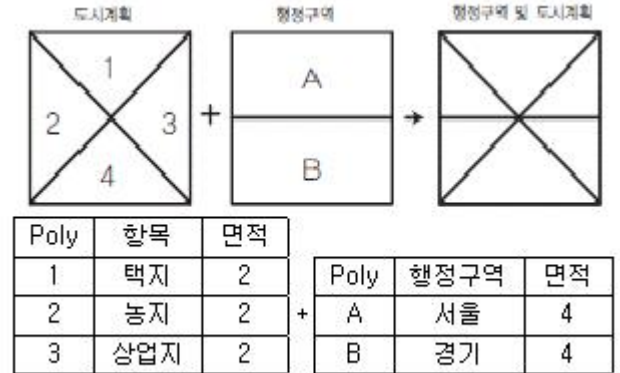 도시계획 행정구역 행정구역 및 도시계획
1 A
2 3 + →
4 B
Poly 항목 면적
1 택지 2 Poly 행정구역 면적
2 농지 2 + A 서울 4
3 상업지 2 B 경기 4